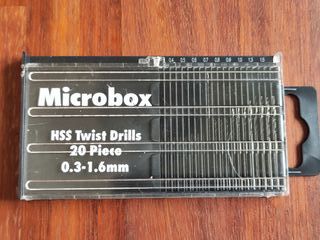 Microbox
HSS Twist Drills
20 Piece
0.3-1.6mm